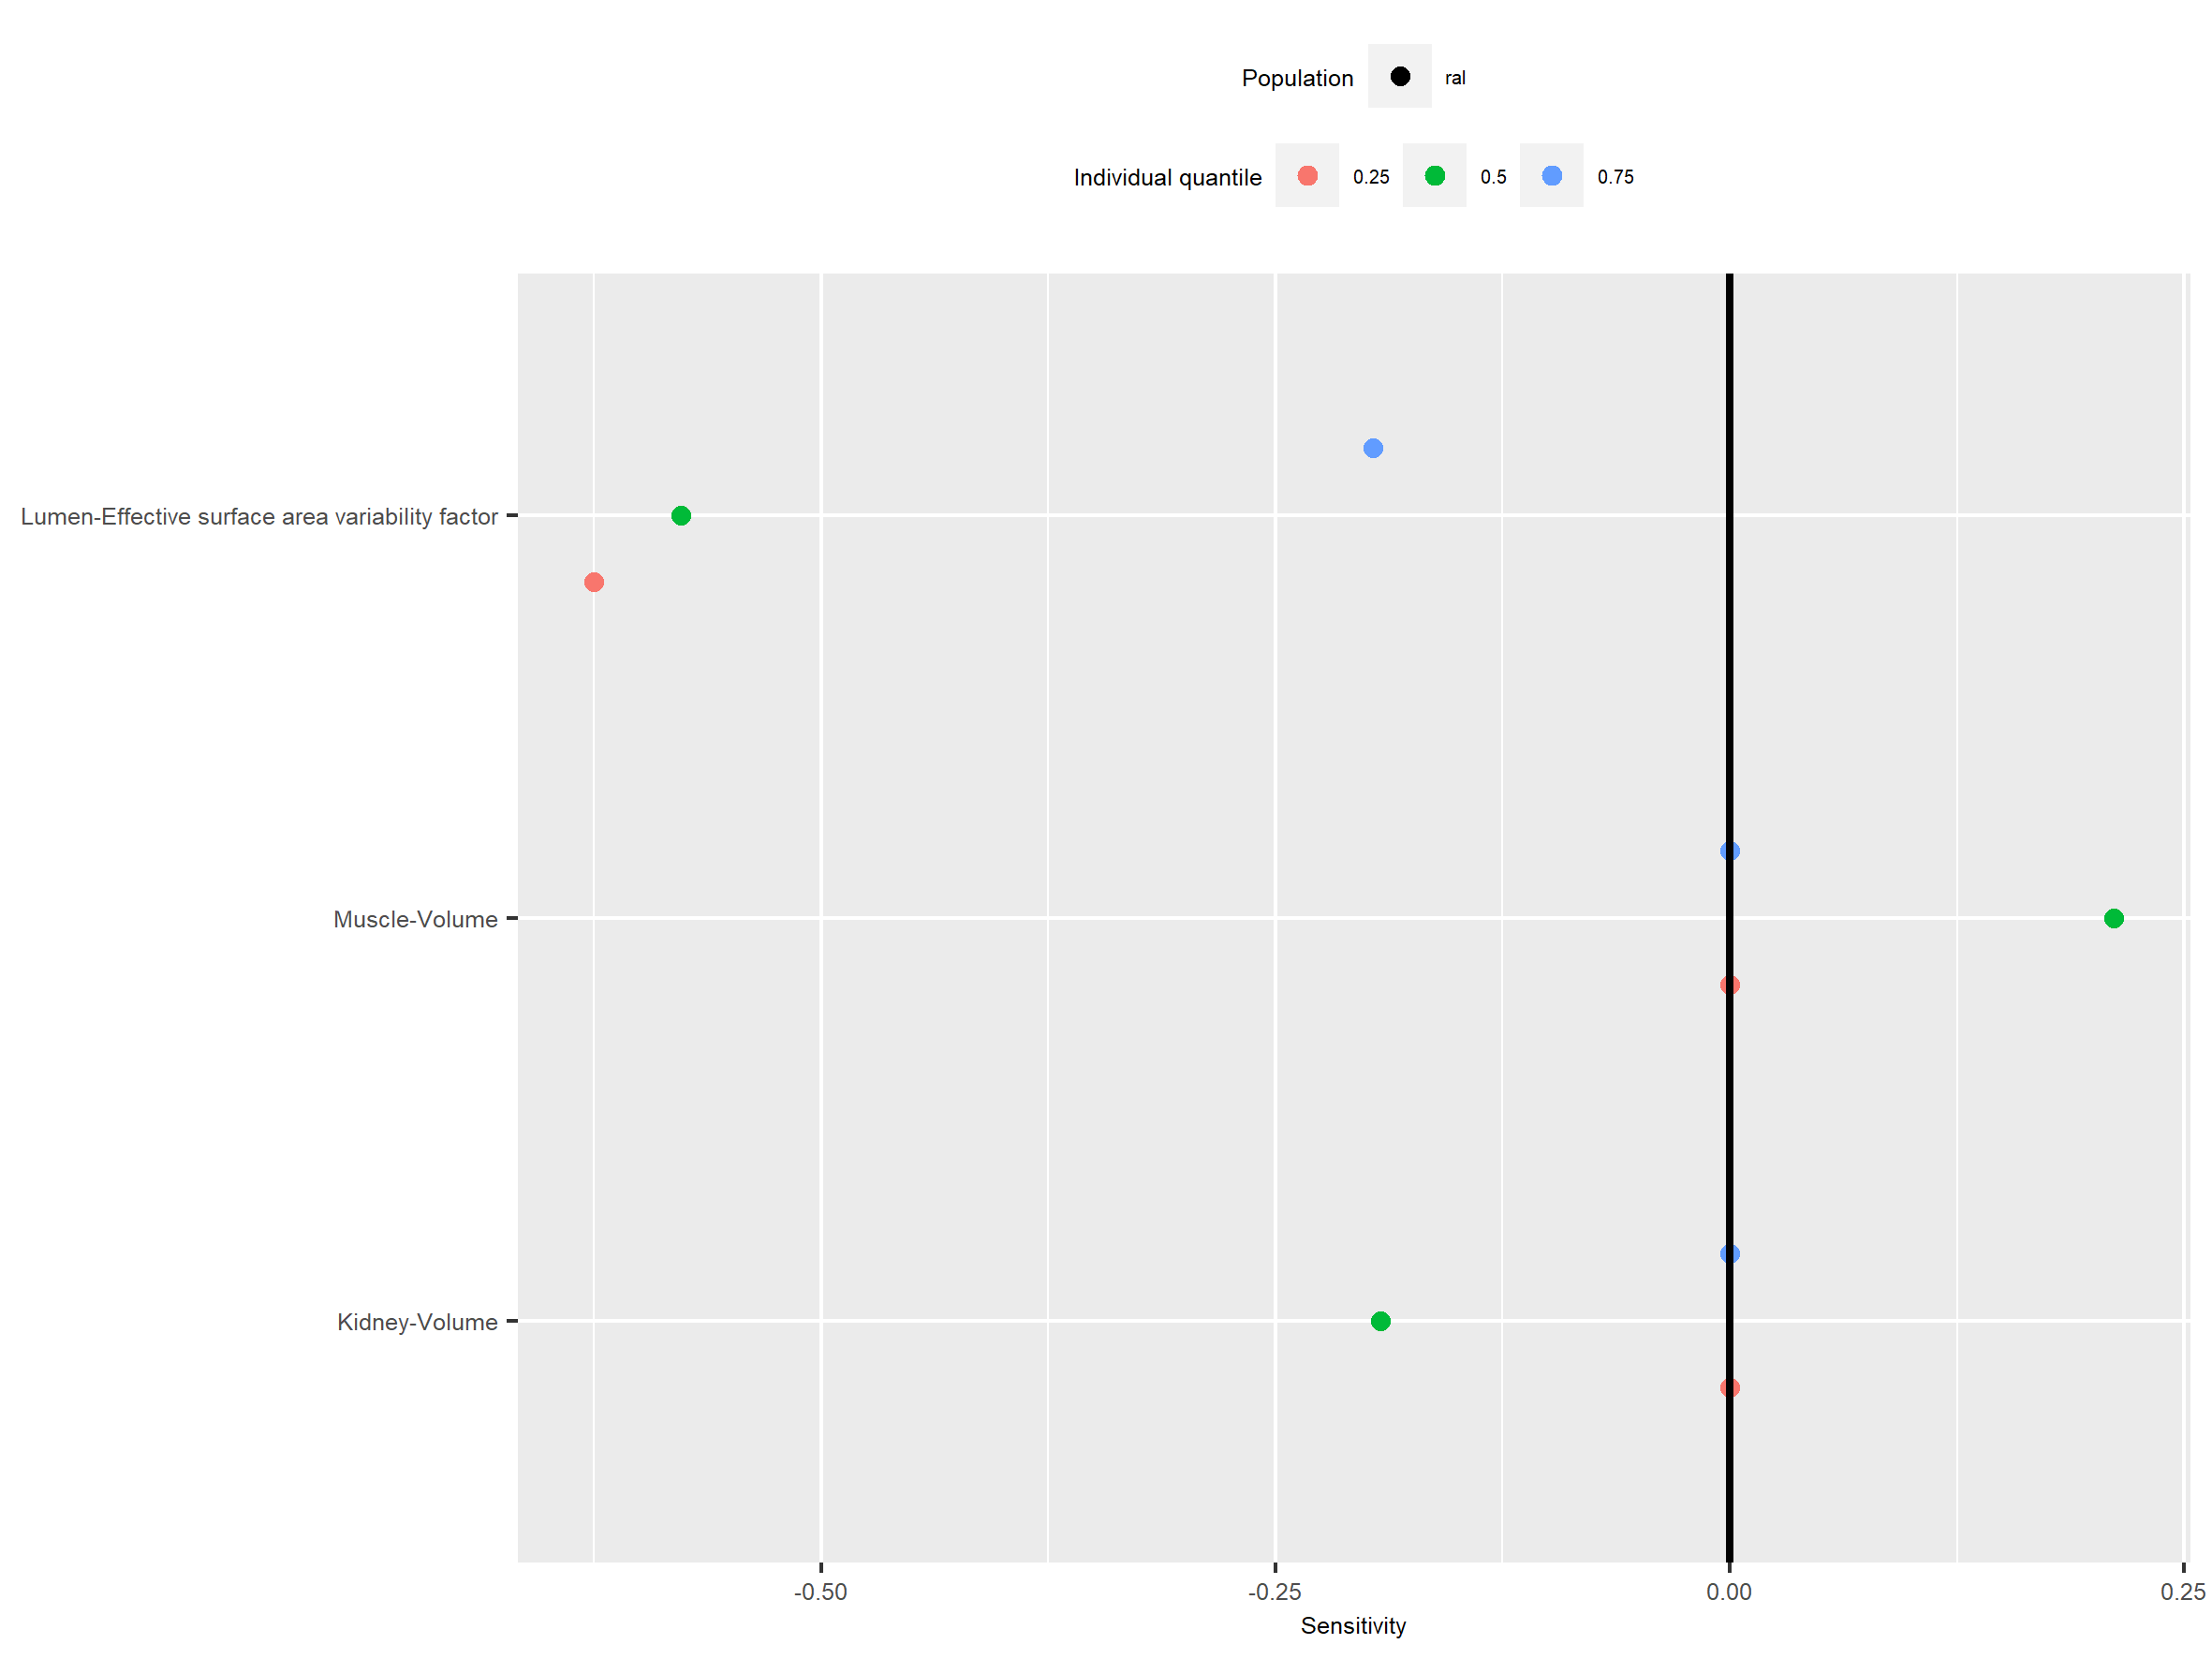 Population ral
Individual quantile 0.25 0.5 0.75
Lumen-Effective surface area variability factor
Muscle-Volume
Kidney-Volume
-0.50 -0.25 0.00 0.25
Sensitivity